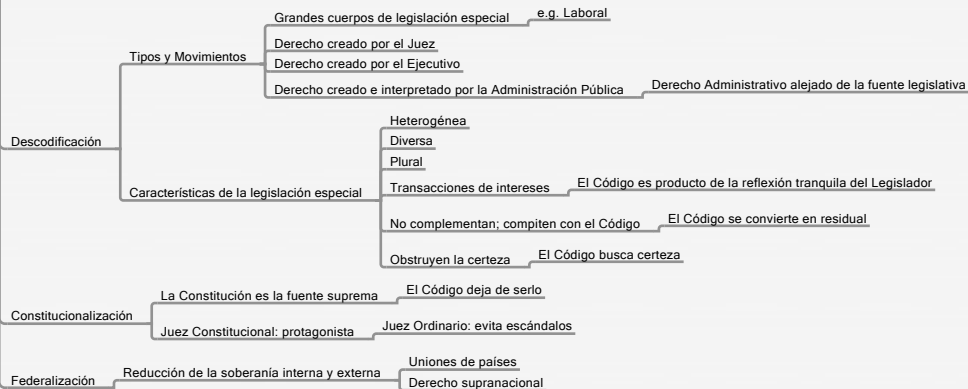 Descodificación
Tipos y Movimientos
Grandes cuerpos de legislación especial
e.g. Laboral
Derecho creado por el Juez
Derecho creado por el Ejecutivo
Derecho creado e interpretado por la Administración Pública
Derecho Administrativo alejado de la fuente legislativa
Características de la legislación especial
Heterogénea
Diversa
Plural
Transacciones de intereses
El Código es producto de la reflexión tranquila del Legislador
No complementan; compiten con el Código
El Código se convierte en residual
Obstruyen la certeza
El Código busca certeza
Constitucionalización
La Constitución es la fuente suprema
El Código deja de serlo
Juez Constitucional: protagonista
Juez Ordinario: evita escándalos
Federalización
Reducción de la soberanía interna y externa
Uniones de países
Derecho supranacional